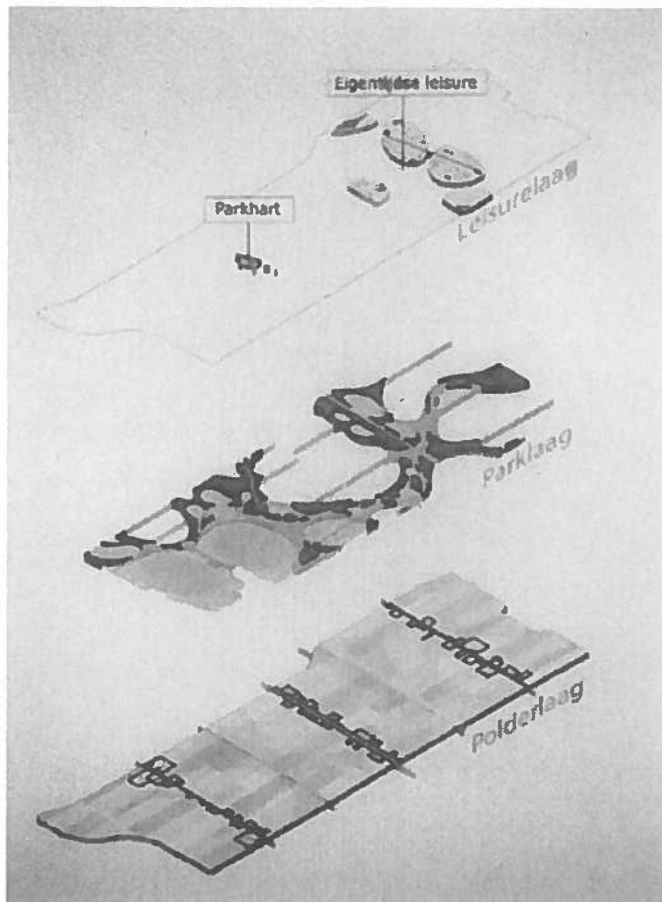 Eigentijdse leisure
Leisurelaag
Parkhart
Parklaag
Polderlaag